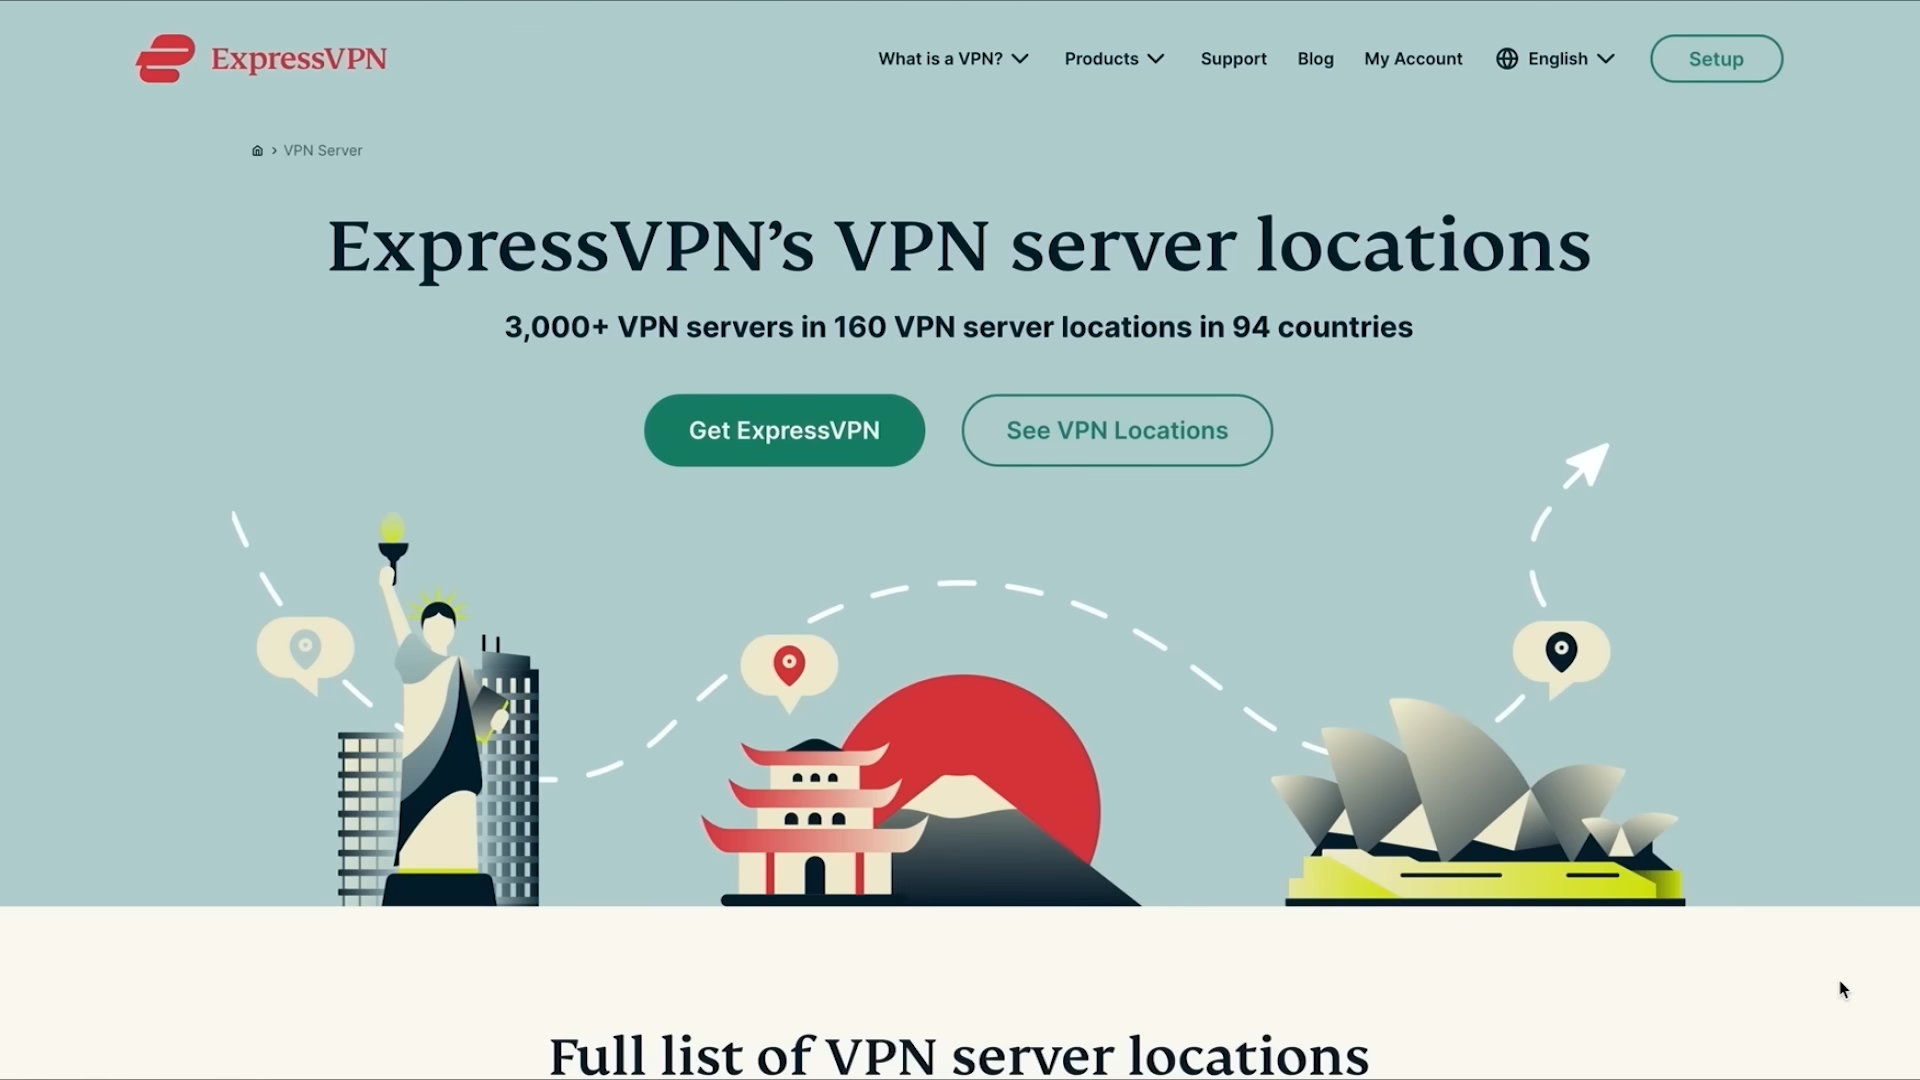 ExpressVPN
What is a VPN?
Products
Support
Blog
My Account
English
Setup
VPN Server
ExpressVPN’s VPN server locations
3,000+ VPN servers in 160 VPN server locations in 94 countries
Get ExpressVPN
See VPN Locations
Full list of VPN server locations